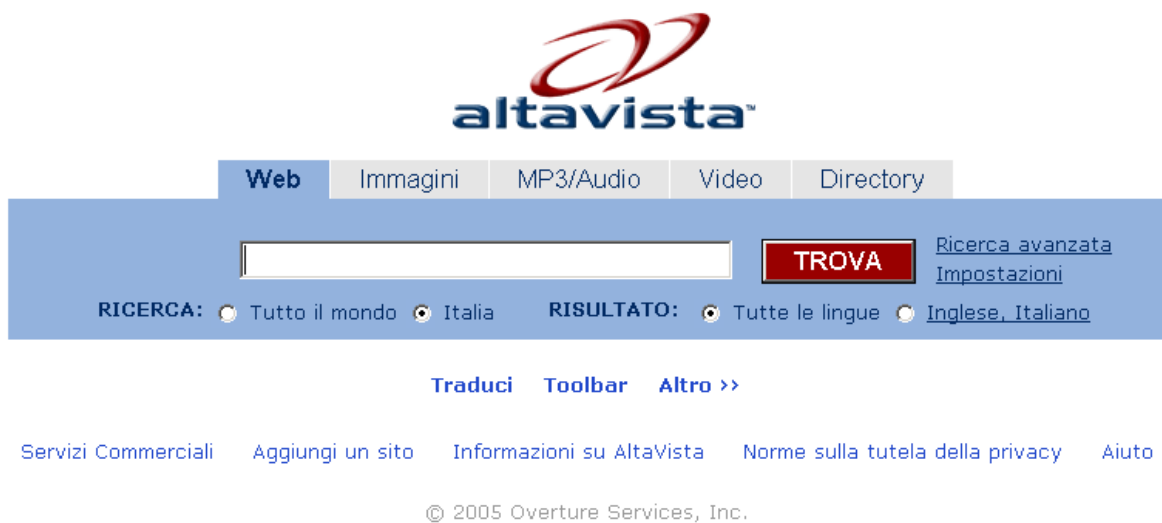 altavista™
Web Immagini MP3/Audio Video Directory
TROVA Ricerca avanzata
Impostazioni
RICERCA: Tutto il mondo Italia RISULTATO: Tutte le lingue Inglese, Italiano
Traduci Toolbar Altro >>
Servizi Commerciali Aggiungi un sito Informazioni su AltaVista Norme sulla tutela della privacy Aiuto
© 2005 Overture Services, Inc.